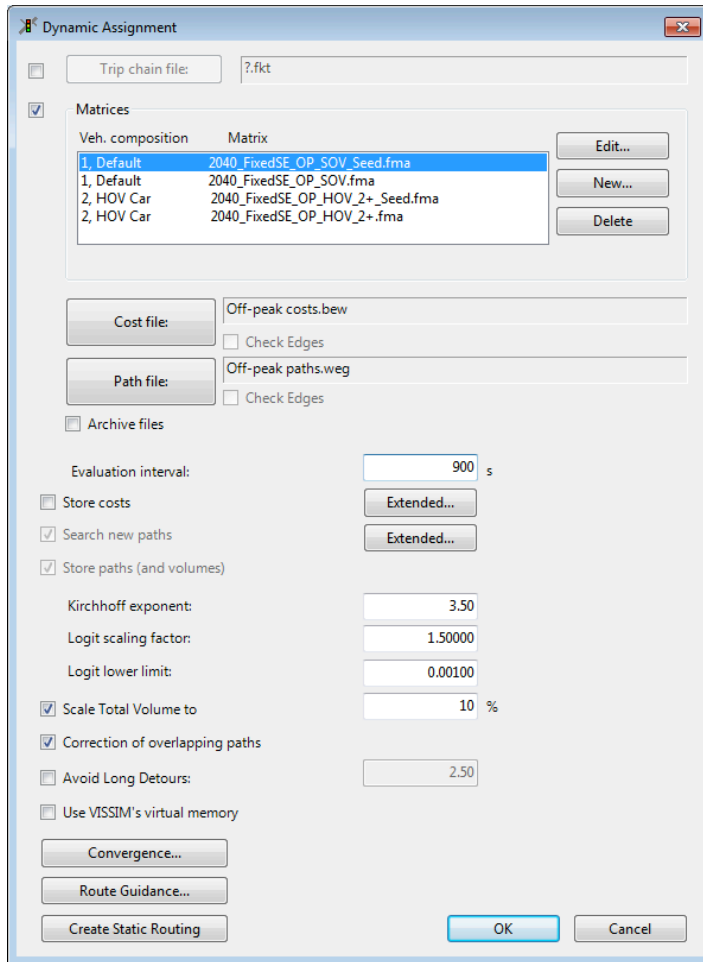 Dynamic Assignment
Trip chain file: ?.fkt
Matrices
Veh. composition Matrix
1, Default 2040_FixedSE_OP_SOV_Seed.fma
1, Default 2040_FixedSE_OP_SOV.fma
2, HOV Car 2040_FixedSE_OP_HOV_2+_Seed.fma
2, HOV Car 2040_FixedSE_OP_HOV_2+.fma
Edit...
New...
Delete
Cost file: Off-peak costs.bew
Check Edges
Path file: Off-peak paths.weg
Check Edges
Archive files
Evaluation interval: 900 s
Store costs Extended...
Search new paths Extended...
Store paths (and volumes)
Kirchhoff exponent: 3.50
Logit scaling factor: 1.50000
Logit lower limit: 0.00100
Scale Total Volume to 10 %
Correction of overlapping paths
Avoid Long Detours: 2.50
Use VISSIM's virtual memory
Convergence...
Route Guidance...
Create Static Routing OK Cancel